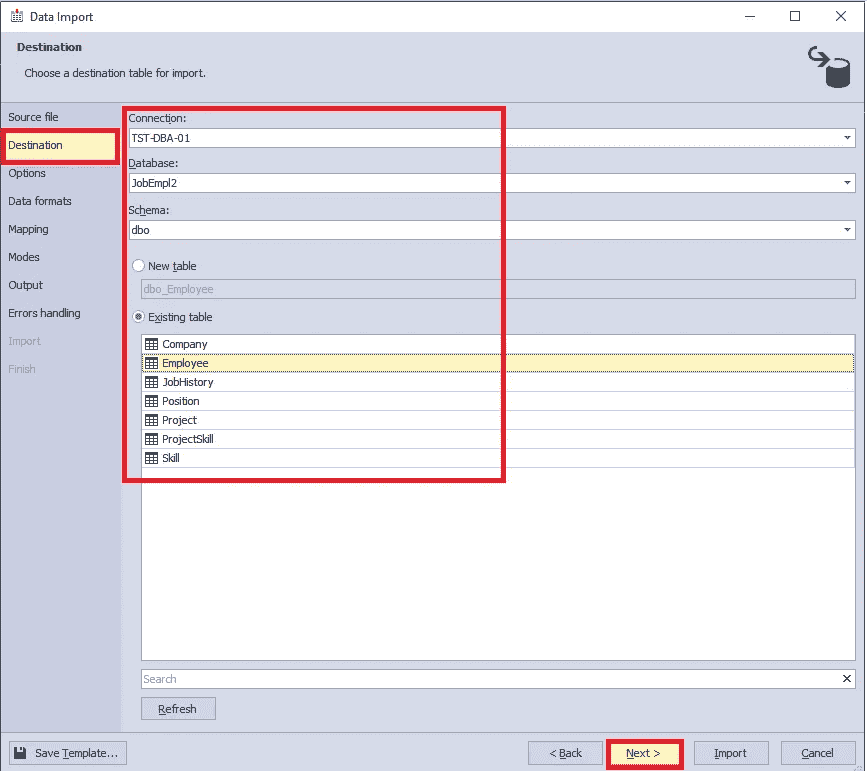 Data Import
Destination
Choose a destination table for import.
Source file
Destination
Options
Data formats
Mapping
Modes
Output
Errors handling
Import
Finish
Connection:
TST-DBA-01
Database:
JobEmpl2
Schema:
dbo
New table
dbo_Employee
Existing table
Company
Employee
JobHistory
Position
Project
ProjectSkill
Skill
Search
Refresh
Save Template...
< Back
Next >
Import
Cancel